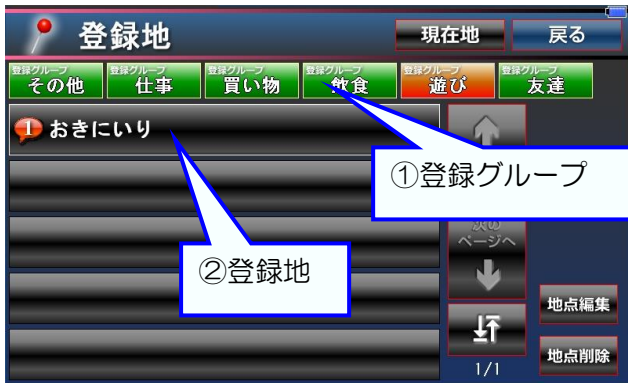 登録地
現在地
戻る
登録グループ 登録グループ 登録グループ 登録グループ 登録グループ 登録グループ
その他 仕事 買い物 飲食 遊び 友達
1 おきにいり
①登録グループ
次の
ページへ
②登録地
地点編集
1/1
地点削除